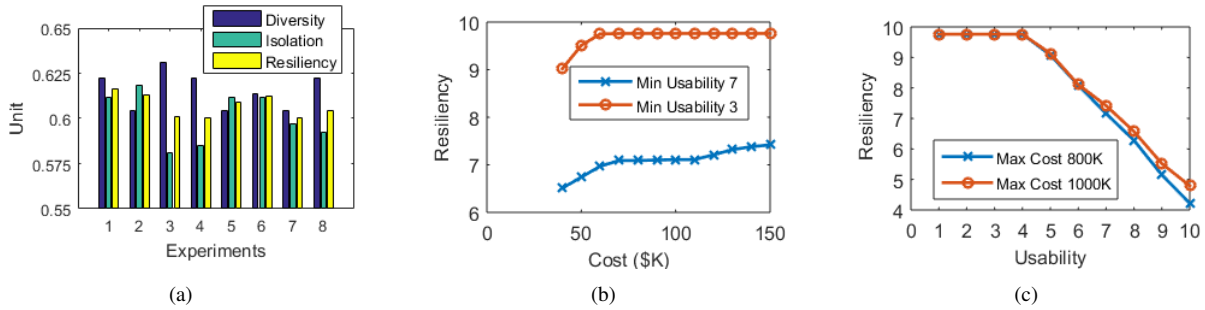 0.65
0.625
0.6
0.575
0.55
Unit
Diversity
Isolation
Resiliency
1 2 3 4 5 6 7 8
Experiments
(a)
10
9
8
7
6
Resiliency
Min Usability 7
Min Usability 3
0 50 100 150
Cost ($K)
(b)
10
9
8
7
6
5
4
Resiliency
Max Cost 800K
Max Cost 1000K
0 1 2 3 4 5 6 7 8 9 10
Usability
(c)